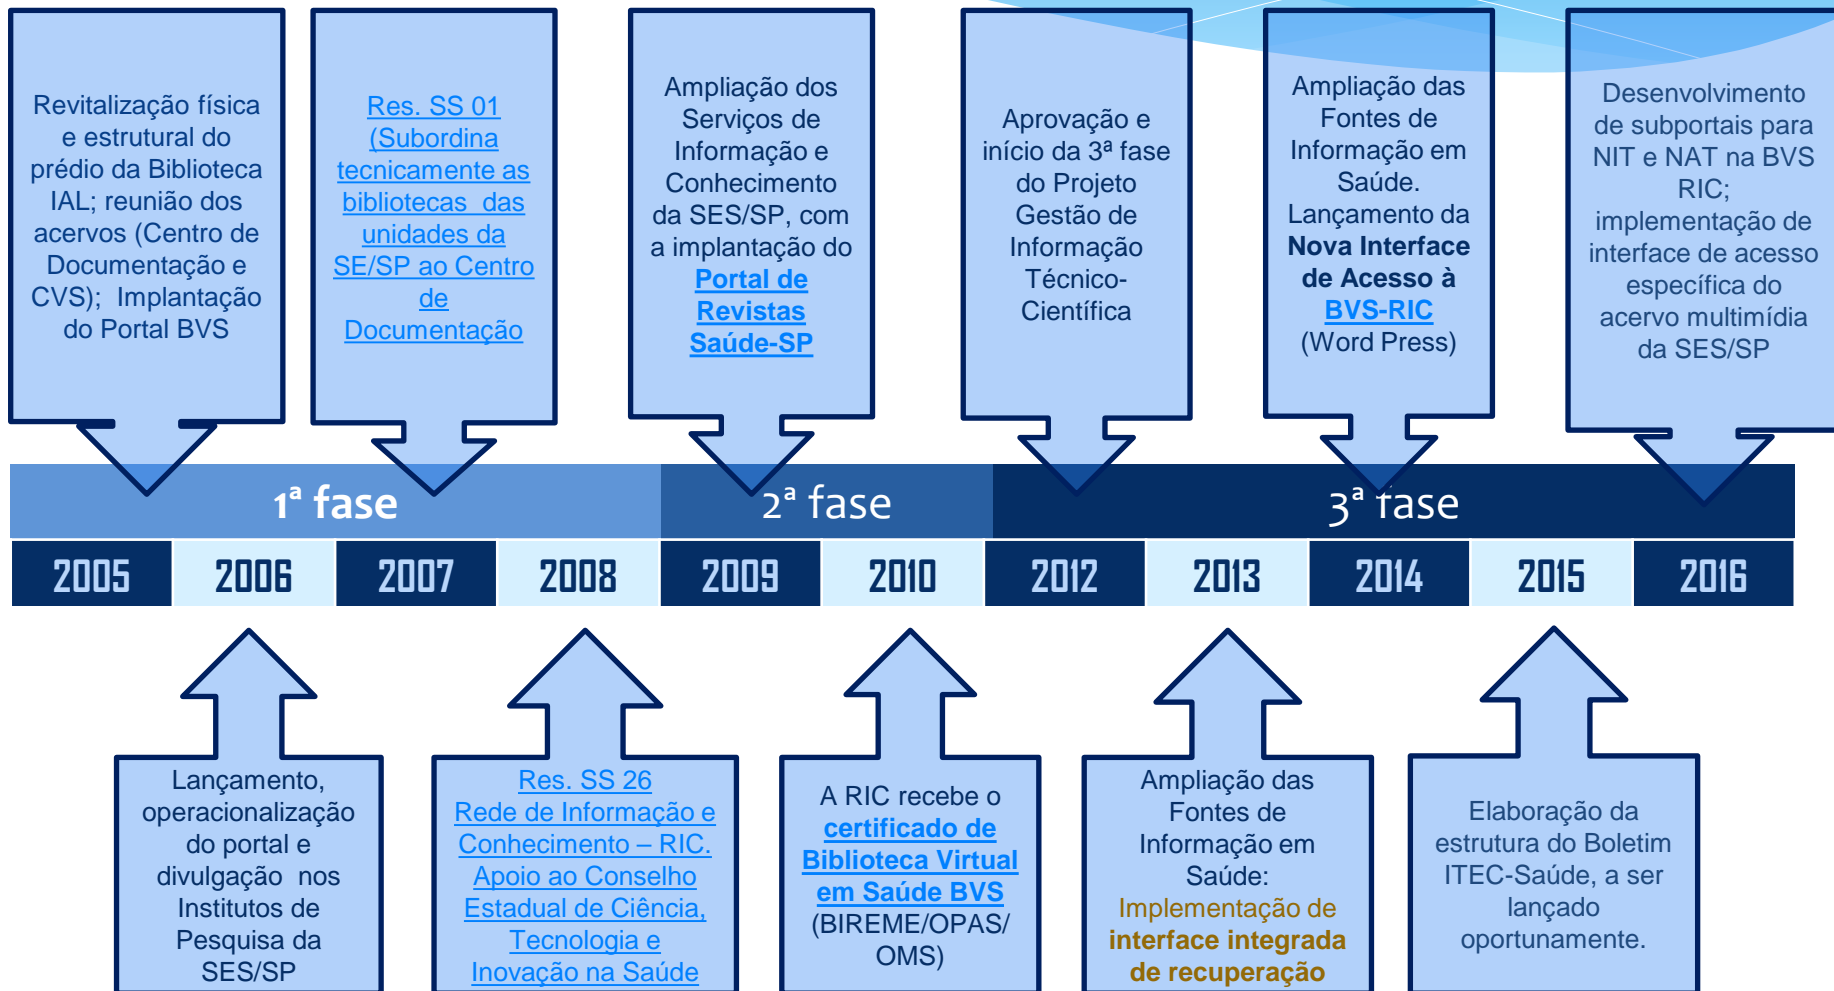 Revitalização física
e estrutural do
prédio da Biblioteca
IAL; reunião dos
acervos (Centro de
Documentação e
CVS); Implantação
do Portal BVS
Res. SS 01
(Subordina
tecnicamente as
bibliotecas das
unidades da
SE/SP ao Centro
de
Documentação
Ampliação dos
Serviços de
Informação e
Conhecimento
da SES/SP, com
a implantação do
Portal de
Revistas
Saúde-SP
Aprovação e
início da 3ª fase
do Projeto
Gestão de
Informação
Técnico-
Científica
Ampliação das
Fontes de
Informação em
Saúde.
Lançamento da
Nova Interface
de Acesso à
BVS-RIC
(Word Press)
Desenvolvimento
de subportais para
NIT e NAT na BVS
RIC;
implementação de
interface de acesso
específica do
acervo multimídia
da SES/SP
1ª fase
2ª fase
3ª fase
2005
2006
2007
2008
2009
2010
2012
2013
2014
2015
2016
Lançamento,
operacionalização
do portal e
divulgação nos
Institutos de
Pesquisa da
SES/SP
Res. SS 26
Rede de Informação e
Conhecimento – RIC.
Apoio ao Conselho
Estadual de Ciência,
Tecnologia e
Inovação na Saúde
A RIC recebe o
certificado de
Biblioteca Virtual
em Saúde BVS
(BIREME/OPAS/
OMS)
Ampliação das
Fontes de
Informação em
Saúde:
Implementação de
interface integrada
de recuperação
Elaboração da
estrutura do Boletim
ITEC-Saúde, a ser
lançado
oportunamente.